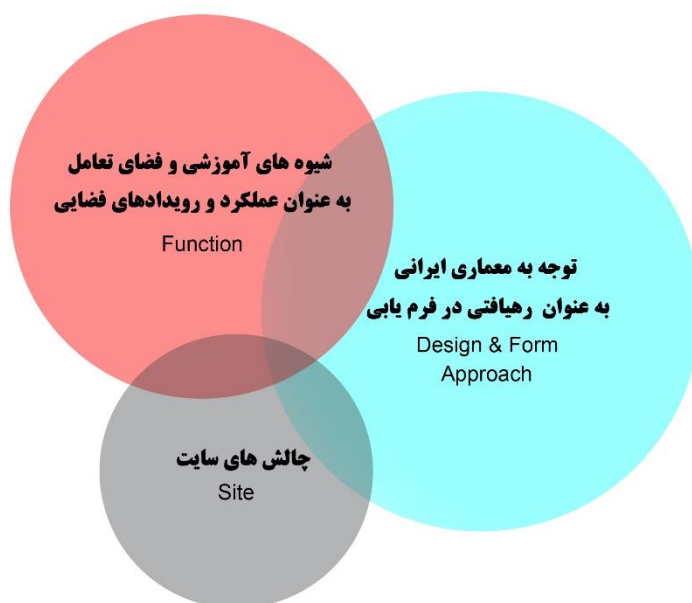 شیوه های آموزشی و فضای تعامل
به عنوان عملکرد و رویدادهای فضایی
Function
توجه به معماری ایرانی
به عنوان رهیافتی در فرم یابی
Design & Form
Approach
چالش های سایت
Site